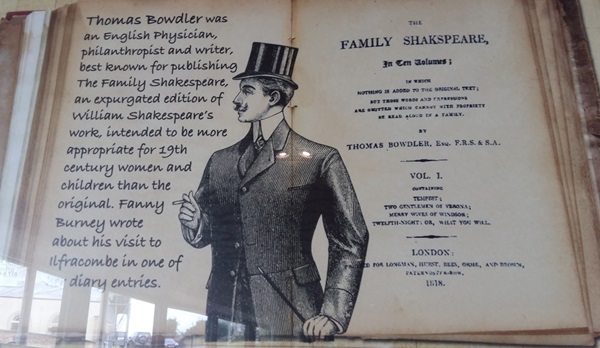 Thomas Bowdler was
an English Physician,
philanthropist and writer,
best known for publishing
The Family Shakespeare,
an expurgated edition of
William Shakespeare's
work, intended to be more
appropriate for 19th
century women and
children than the
original. Fanny
Burney wrote
about his visit to
Ilfracombe in one of
diary entries.
THE
FAMILY SHAKSPEARE,
In Ten Volumes;
IN WHICH
NOTHING IS ADDED TO THE ORIGINAL TEXT;
BUT THOSE WORDS AND EXPRESSIONS
ARE OMITTED WHICH CANNOT WITH PROPRIETY
BE READ ALOUD IN A FAMILY.
BY
THOMAS BOWDLER, Esq. F.R.S. & S.A.
VOL. I.
CONTAINING
TEMPEST;
TWO GENTLEMEN OF VERONA;
MERRY WIVES OF WINDSOR;
TWELFTH-NIGHT: OR, WHAT YOU WILL.
LONDON:
FOR LONGMAN, HURST, REES, ORME, AND BROWN,
PATERNOSTER-ROW.
1818.